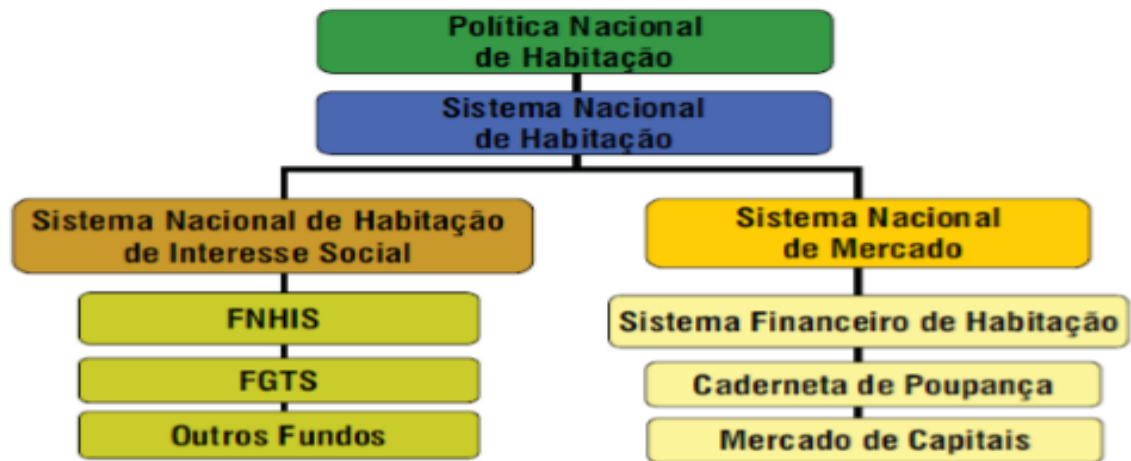 Política Nacional
de Habitação
Sistema Nacional
de Habitação
Sistema Nacional de Habitação
de Interesse Social
Sistema Nacional
de Mercado
FNHIS
Sistema Financeiro de Habitação
FGTS
Caderneta de Poupança
Outros Fundos
Mercado de Capitais